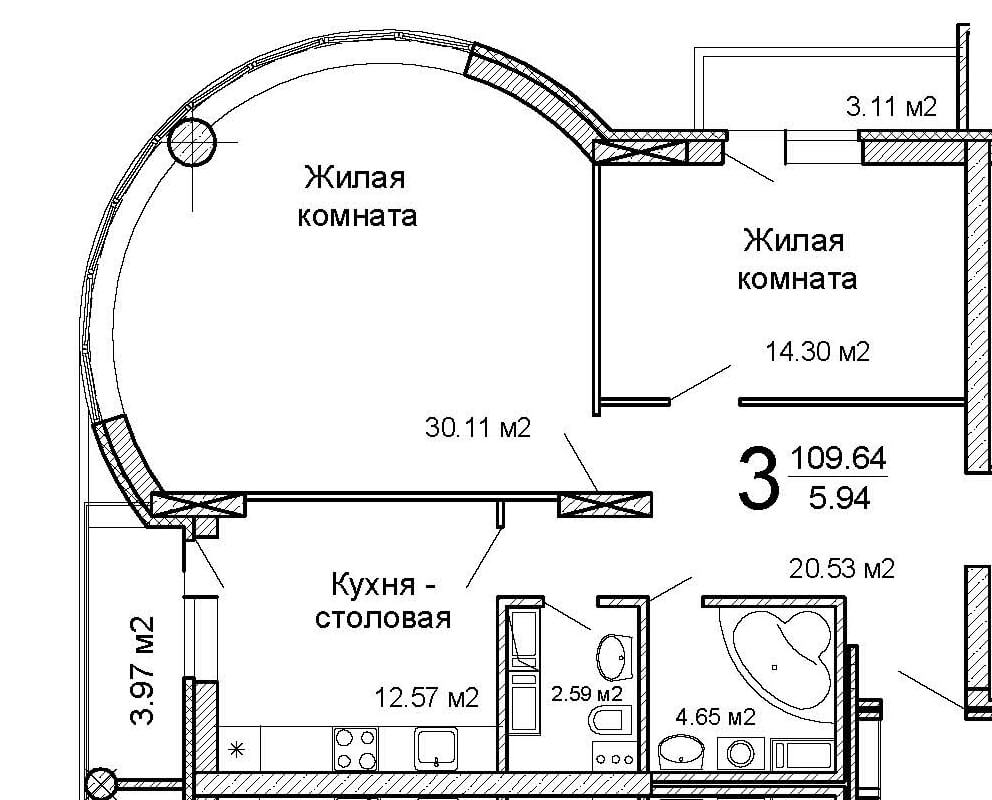 3.11 м2
Жилая
комната
Жилая
комната
14.30 м2
30.11 м2
3 109.64
5.94
20.53 м2
Кухня -
столовая
3.97 м2
12.57 м2
2.59 м2
4.65 м2